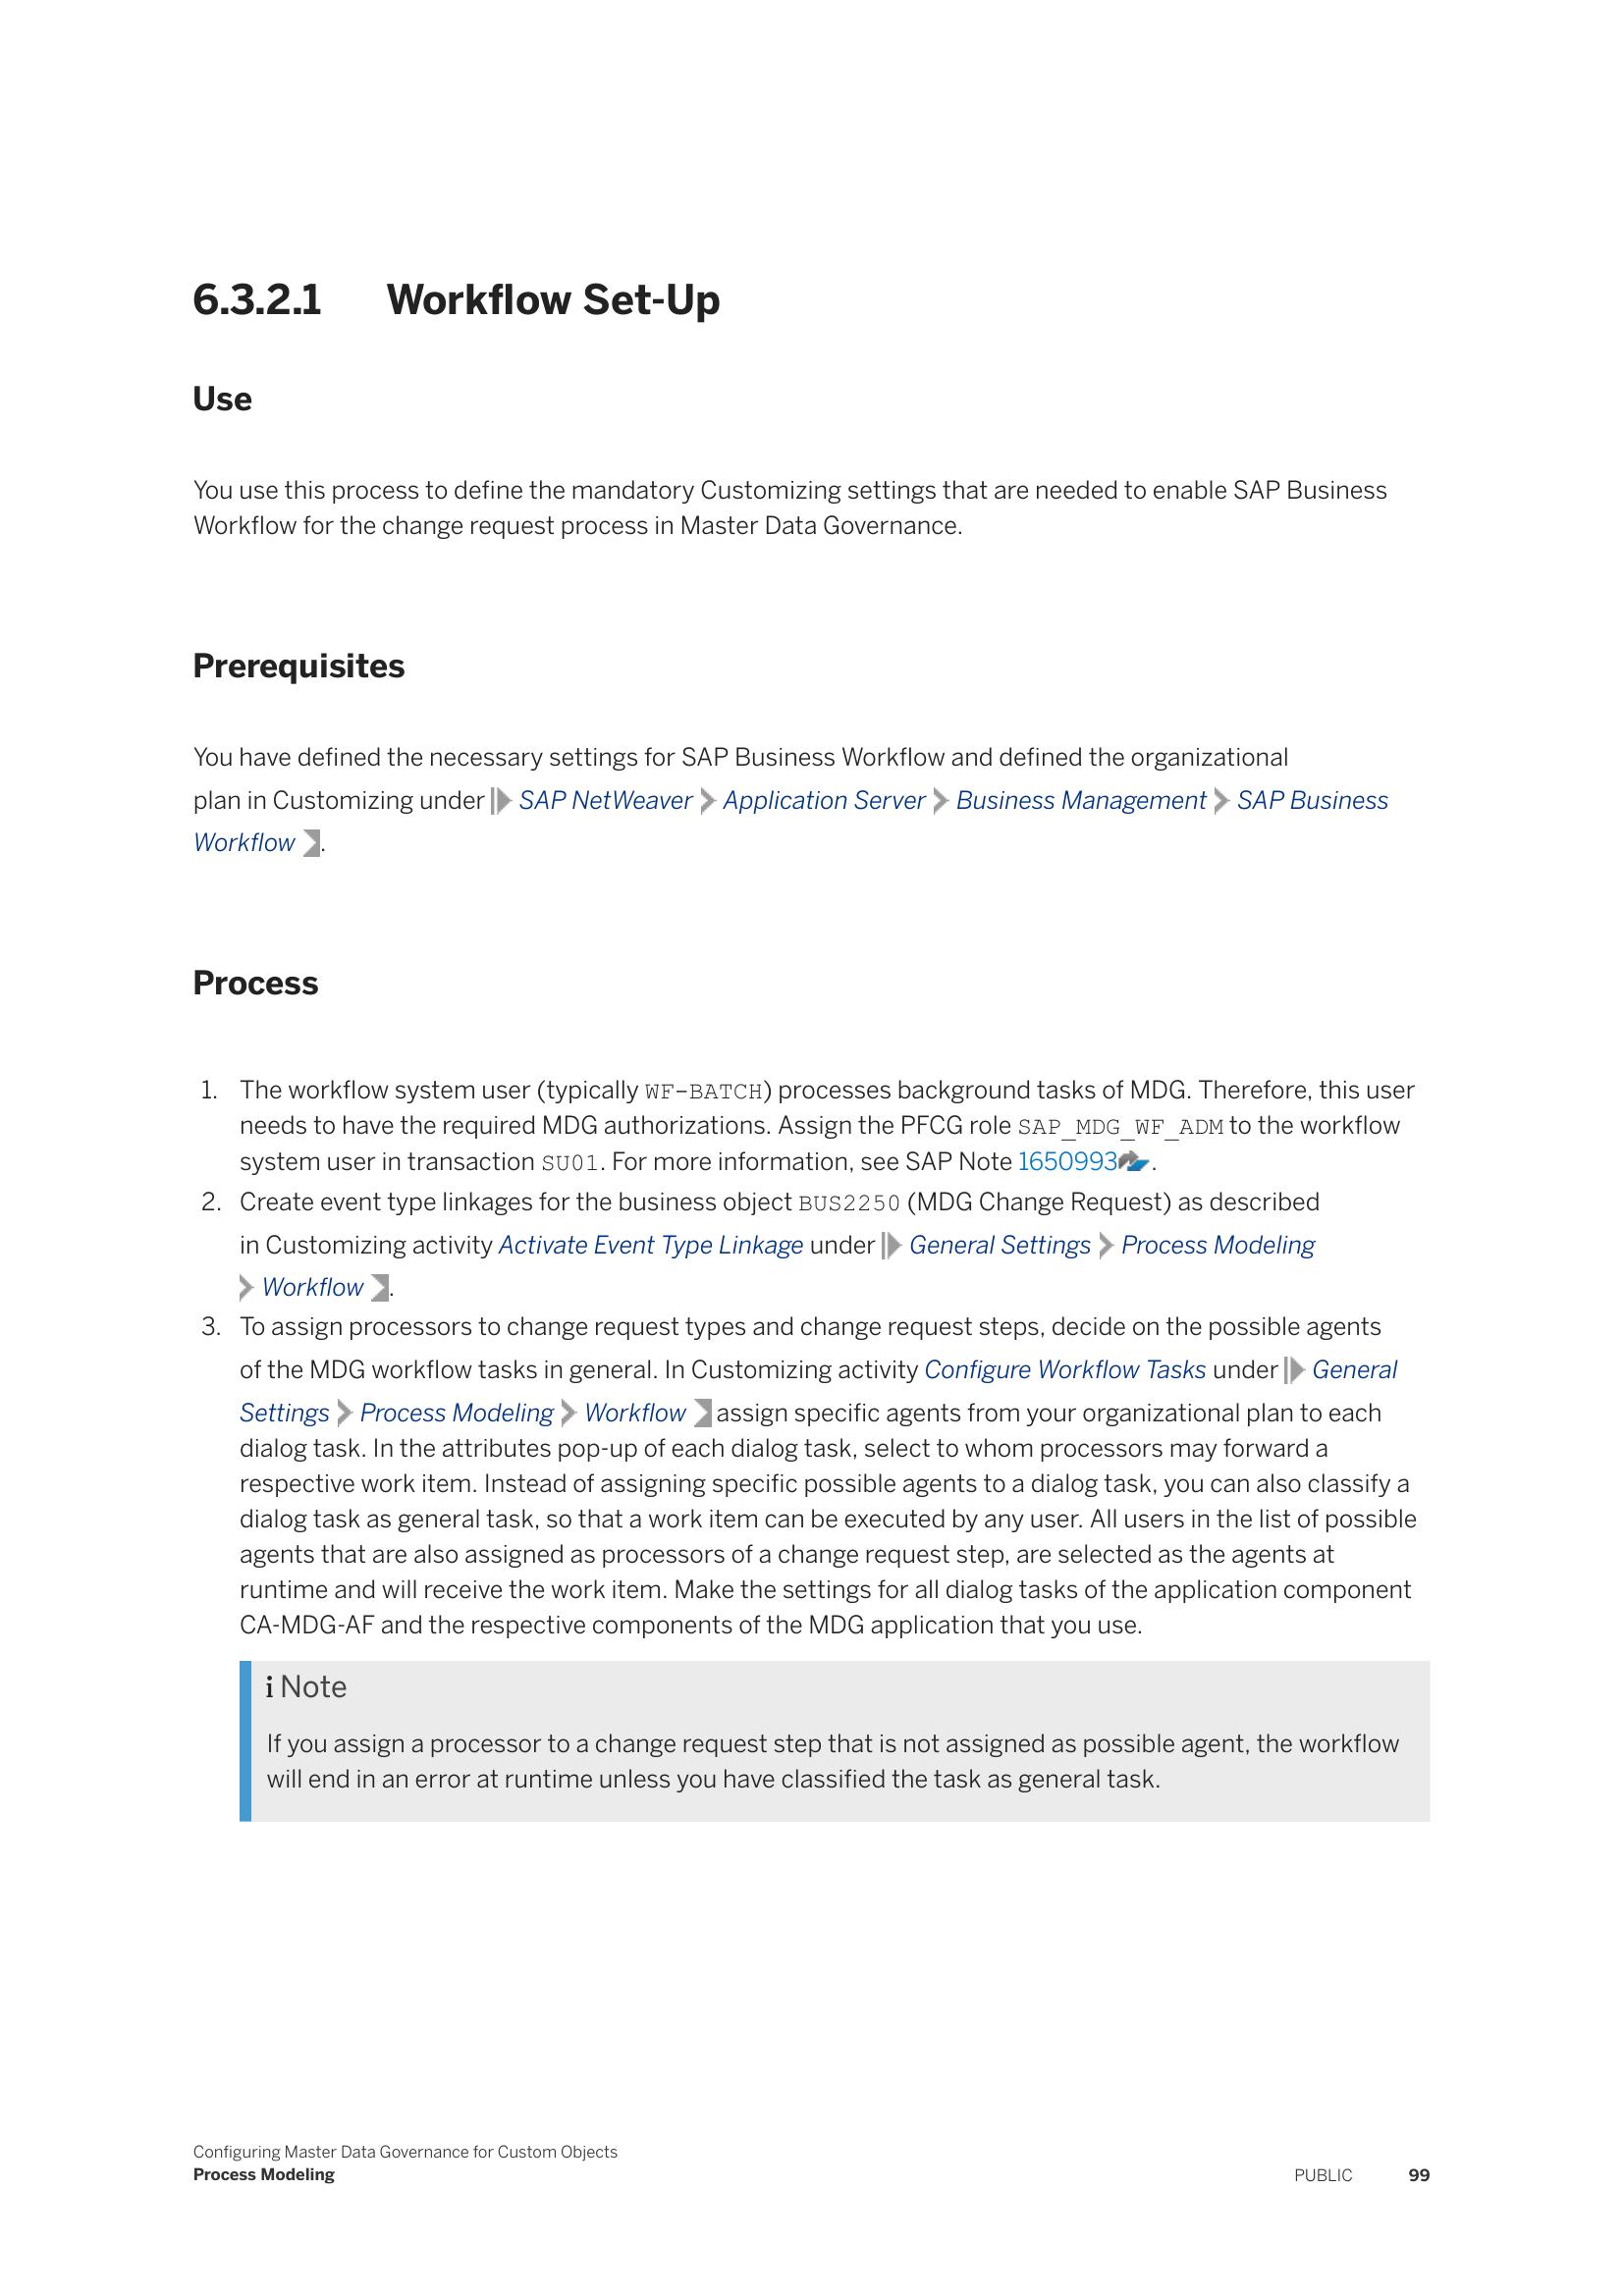 6.3.2.1 Workflow Set-Up
Use
You use this process to define the mandatory Customizing settings that are needed to enable SAP Business
Workflow for the change request process in Master Data Governance.
Prerequisites
You have defined the necessary settings for SAP Business Workflow and defined the organizational
plan in Customizing under SAP NetWeaver Application Server Business Management SAP Business
Workflow .
Process
1. The workflow system user (typically WF-BATCH) processes background tasks of MDG. Therefore, this user
needs to have the required MDG authorizations. Assign the PFCG role SAP_MDG_WF_ADM to the workflow
system user in transaction SU01. For more information, see SAP Note 1650993.
2. Create event type linkages for the business object BUS2250 (MDG Change Request) as described
in Customizing activity Activate Event Type Linkage under General Settings Process Modeling
Workflow .
3. To assign processors to change request types and change request steps, decide on the possible agents
of the MDG workflow tasks in general. In Customizing activity Configure Workflow Tasks under General
Settings Process Modeling Workflow assign specific agents from your organizational plan to each
dialog task. In the attributes pop-up of each dialog task, select to whom processors may forward a
respective work item. Instead of assigning specific possible agents to a dialog task, you can also classify a
dialog task as general task, so that a work item can be executed by any user. All users in the list of possible
agents that are also assigned as processors of a change request step, are selected as the agents at
runtime and will receive the work item. Make the settings for all dialog tasks of the application component
CA-MDG-AF and the respective components of the MDG application that you use.
i Note
If you assign a processor to a change request step that is not assigned as possible agent, the workflow
will end in an error at runtime unless you have classified the task as general task.
Configuring Master Data Governance for Custom Objects
Process Modeling
PUBLIC 99